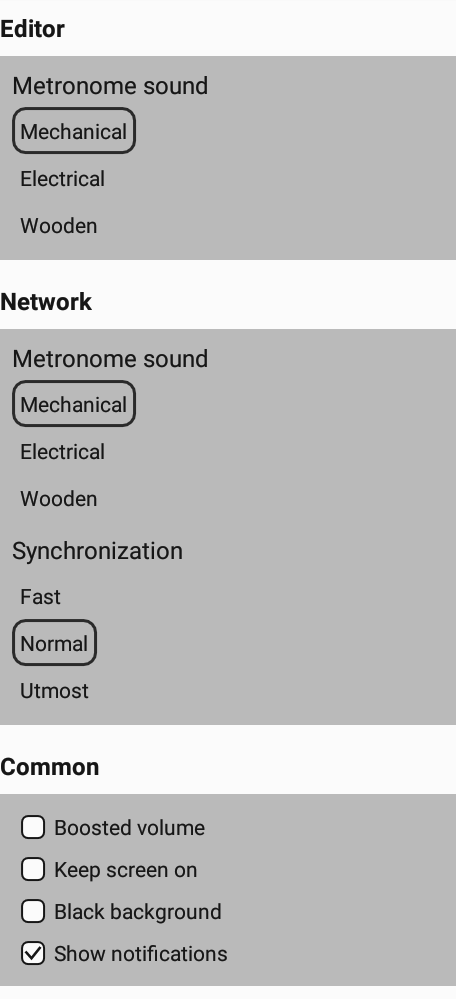 Editor
Metronome sound
Mechanical
Electrical
Wooden
Network
Metronome sound
Mechanical
Electrical
Wooden
Synchronization
Fast
Normal
Utmost
Common
Boosted volume
Keep screen on
Black background
Show notifications